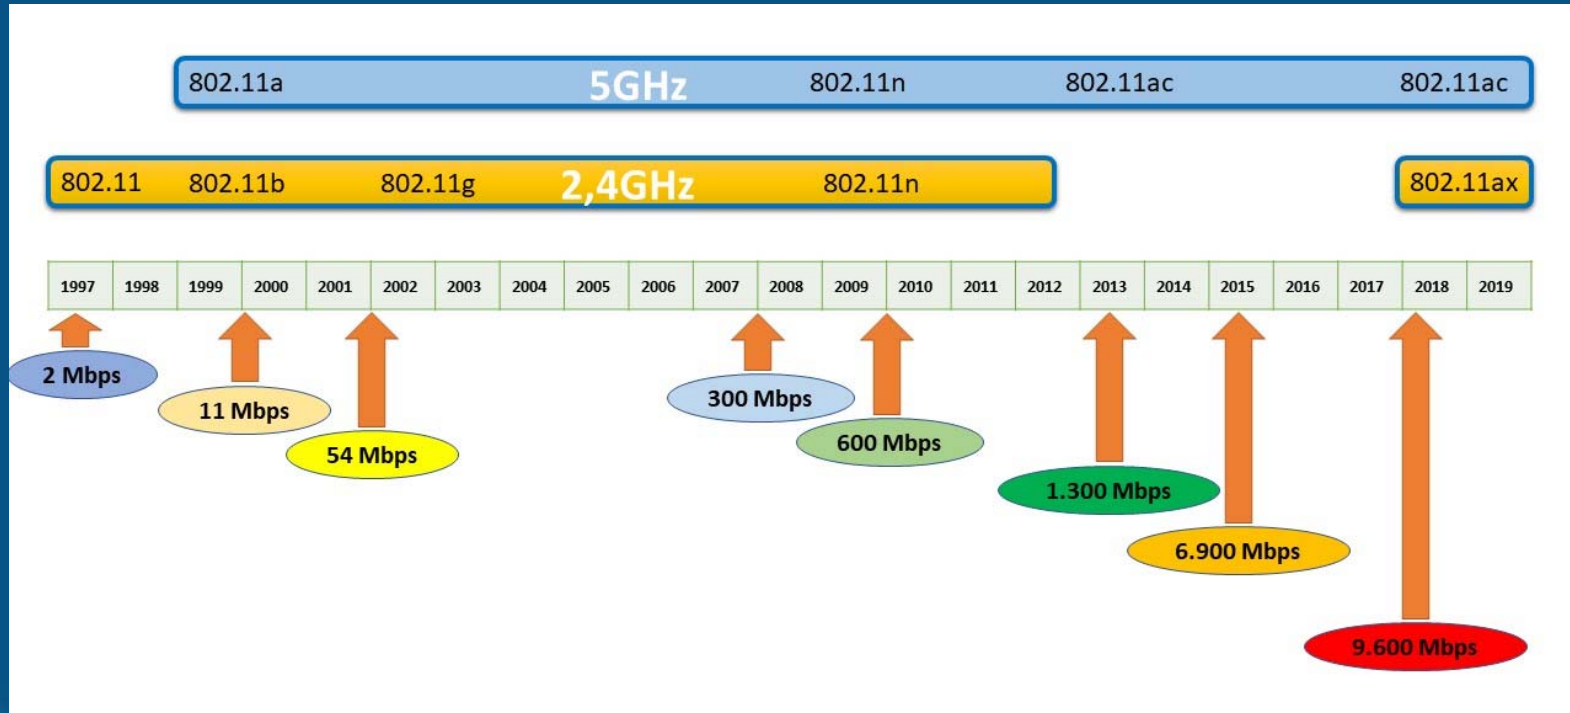 802.11a 5GHz 802.11n 802.11ac 802.11ac
802.11 802.11b 802.11g 2,4GHz 802.11n 802.11ax
1997 1998 1999 2000 2001 2002 2003 2004 2005 2006 2007 2008 2009 2010 2011 2012 2013 2014 2015 2016 2017 2018 2019
2 Mbps
11 Mbps
54 Mbps
300 Mbps
600 Mbps
1.300 Mbps
6.900 Mbps
9.600 Mbps